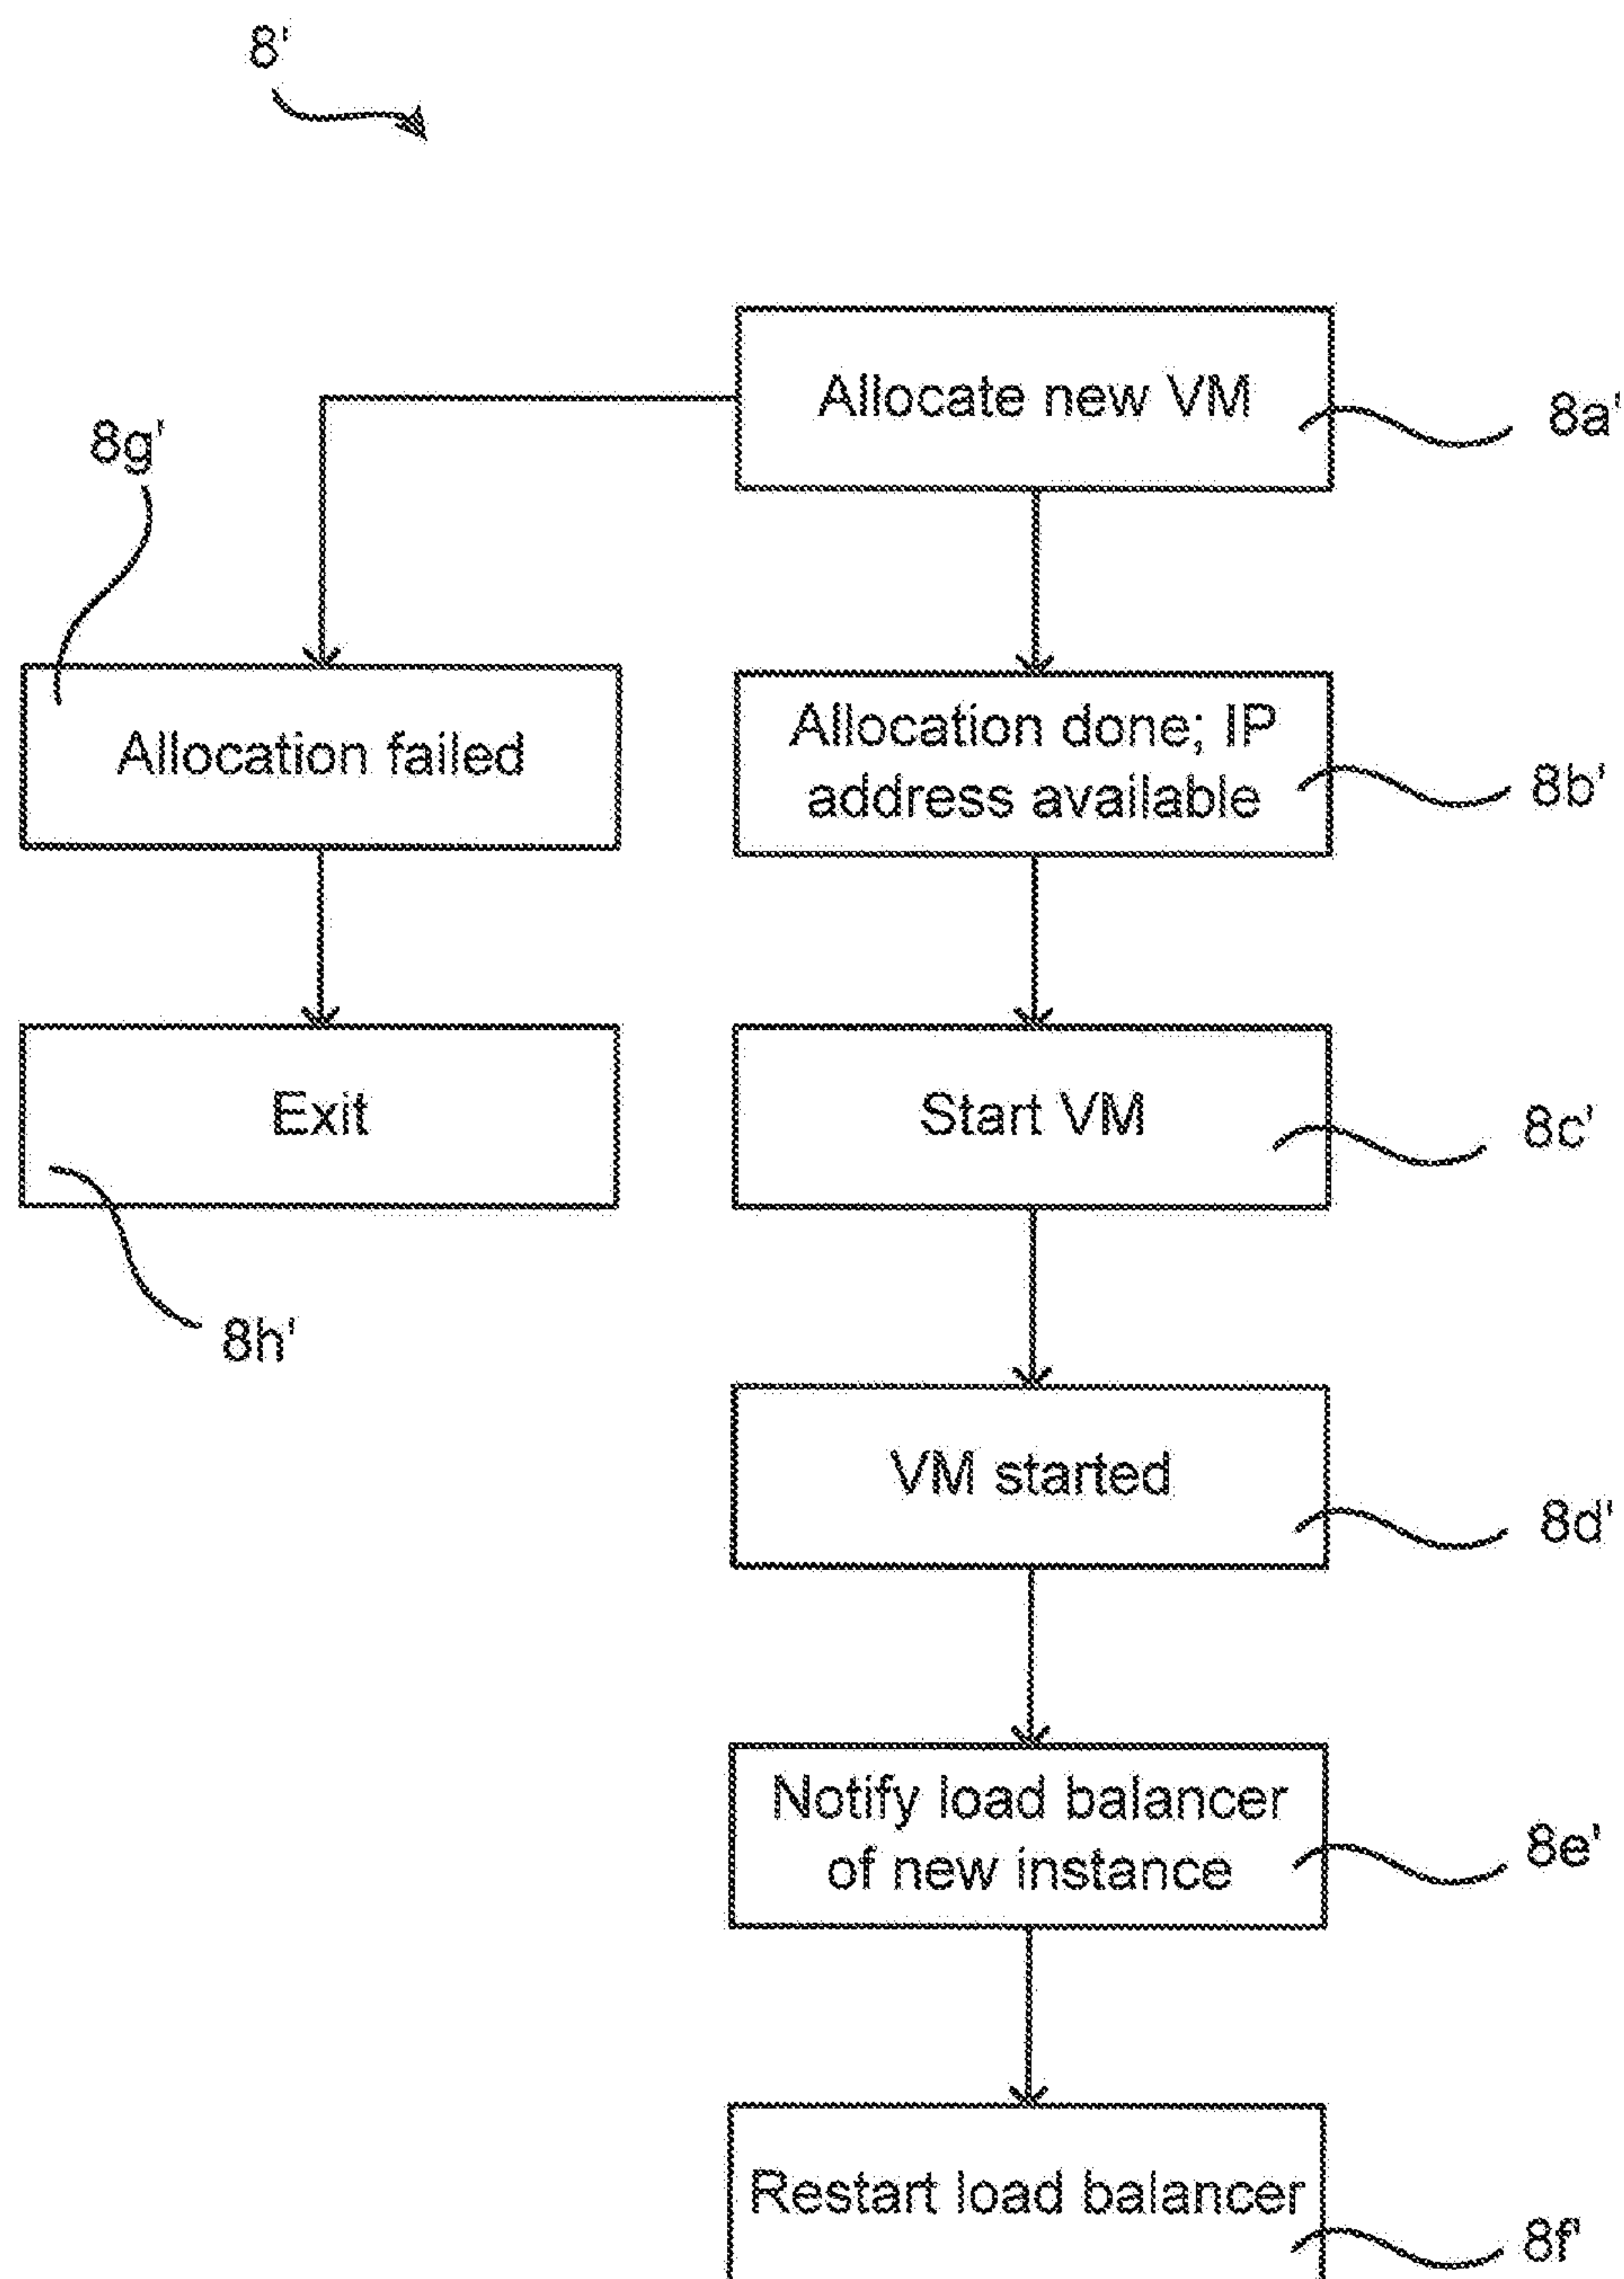 8'
Allocate new VM
8a'
8g'
Allocation failed
Allocation done; IP
address available
8b'
Exit
Start VM
8c'
8h'
VM started
8d'
Notify load balancer
of new instance
8e'
Restart load balancer
8f'